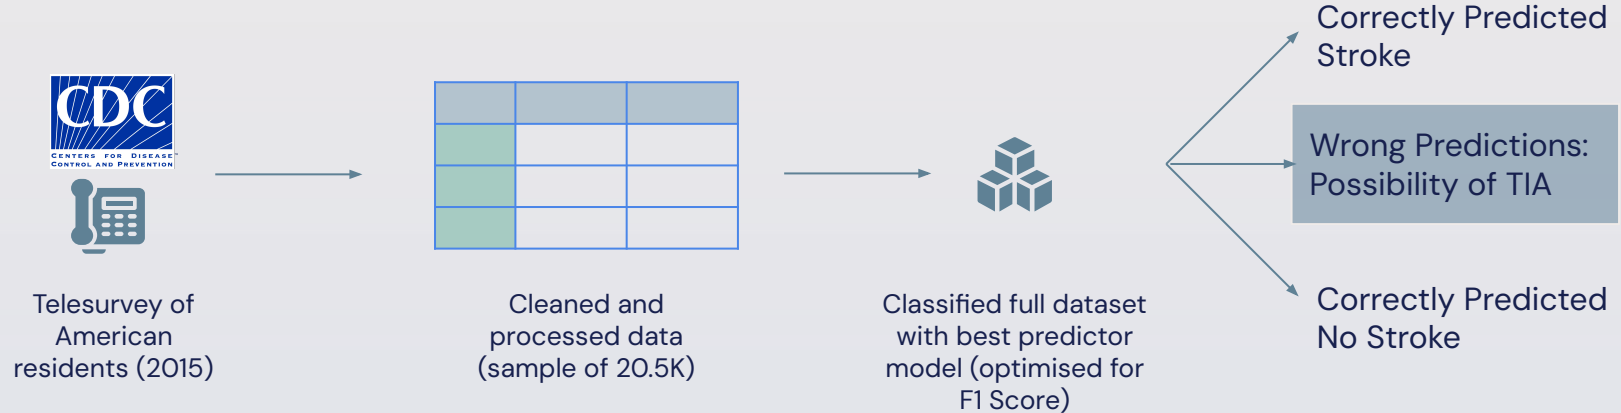 CDC
CENTERS FOR DISEASE™
CONTROL AND PREVENTION
Telesurvey of
American
residents (2015)
Cleaned and
processed data
(sample of 20.5K)
Classified full dataset
with best predictor
model (optimised for
F1 Score)
Correctly Predicted
Stroke
Wrong Predictions:
Possibility of TIA
Correctly Predicted
No Stroke